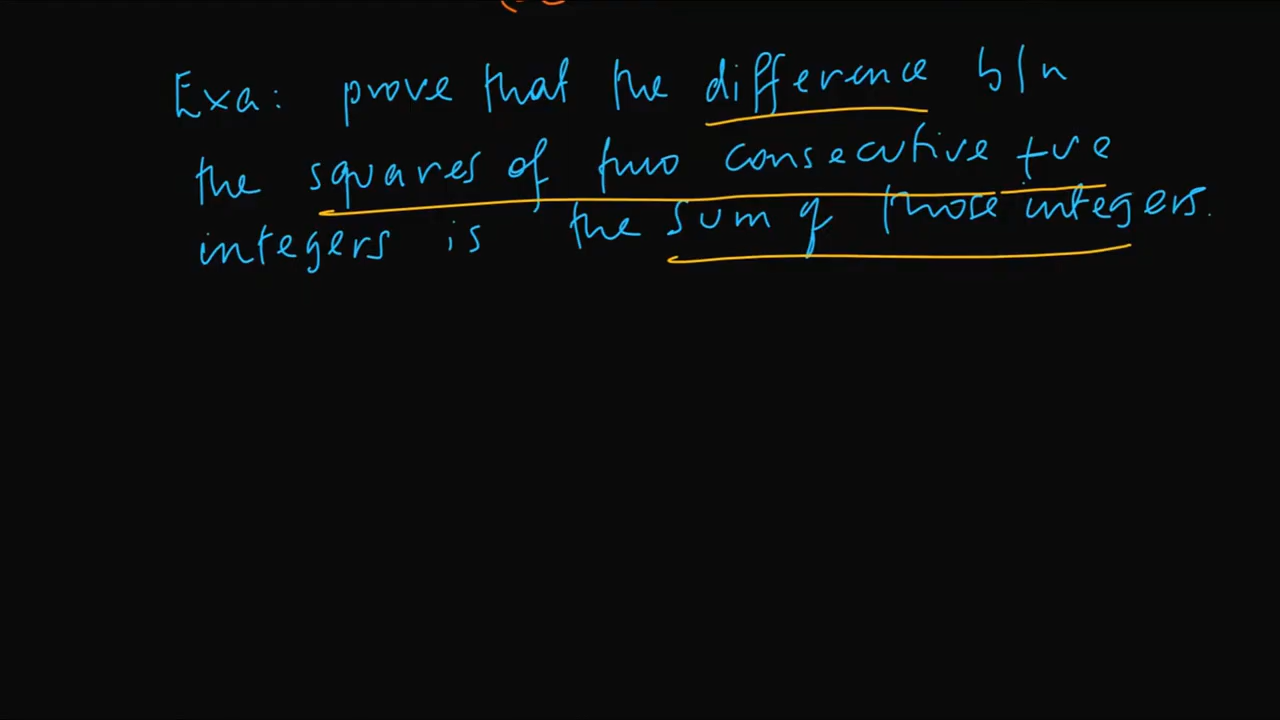 Exa: prove that the difference b/n
the squares of two consecutive +ve
integers is the sum of those integers.